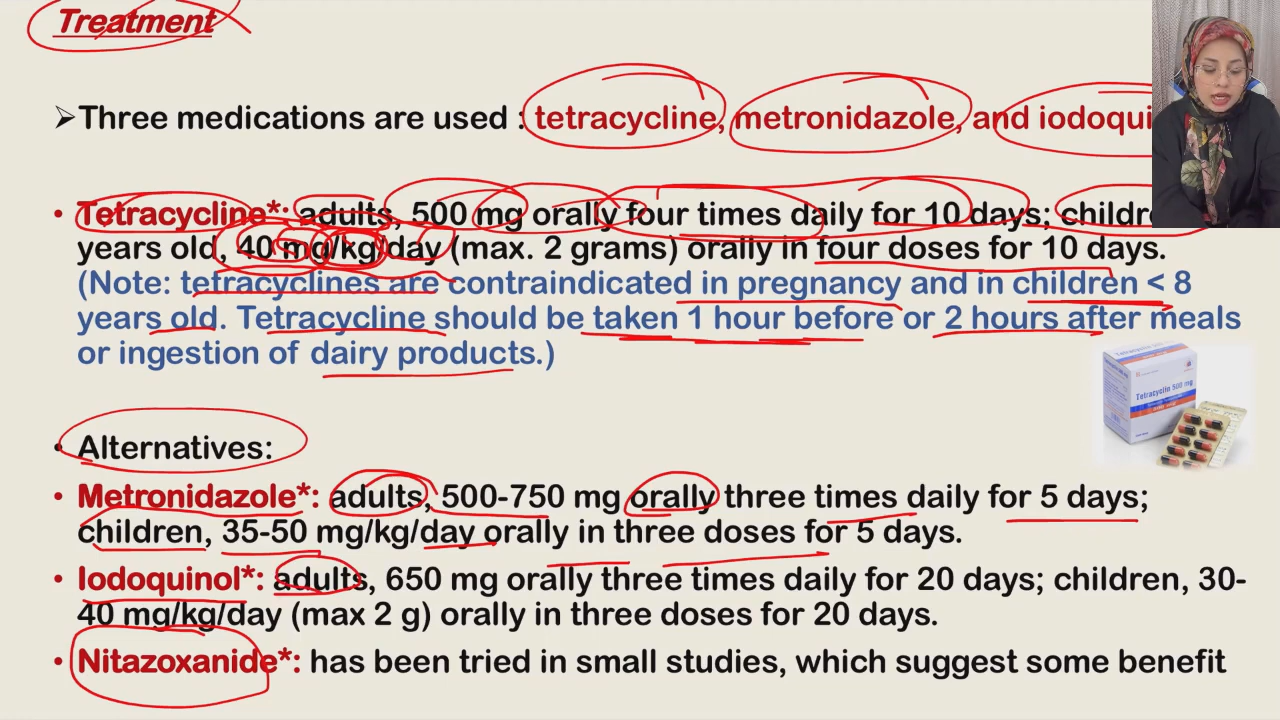 Treatment
➢Three medications are used : tetracycline, metronidazole, and
• Tetracycline*: adults, 500 mg orally four times daily for 10 days;
years old, 40 mg/kg/day (max. 2 grams) orally in four doses for 10 days.
(Note: tetracyclines are contraindicated in pregnancy and in children < 8
years old. Tetracycline should be taken 1 hour before or 2 hours after meals
or ingestion of dairy products.)
Tetracyclin 500 mg
• Alternatives:
• Metronidazole*: adults, 500-750 mg orally three times daily for 5 days;
children, 35-50 mg/kg/day orally in three doses for 5 days.
• Iodoquinol*: adults, 650 mg orally three times daily for 20 days; children, 30-
40 mg/kg/day (max 2 g) orally in three doses for 20 days.
• Nitazoxanide*: has been tried in small studies, which suggest some benefit